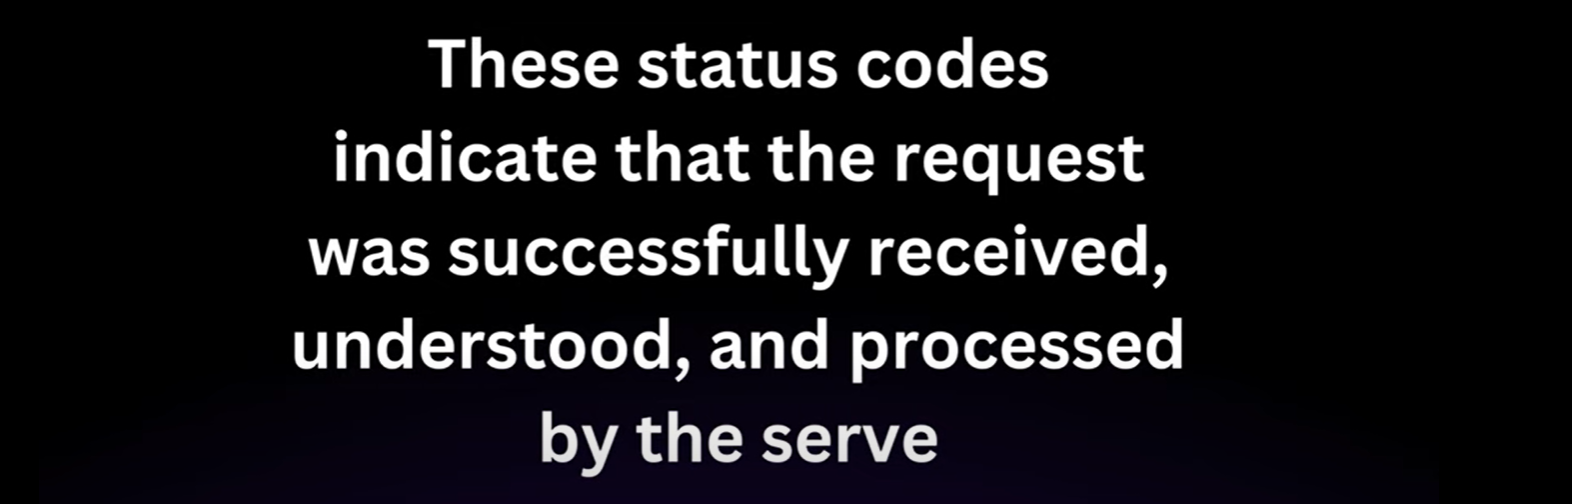 These status codes
indicate that the request
was successfully received,
understood, and processed
by the serve